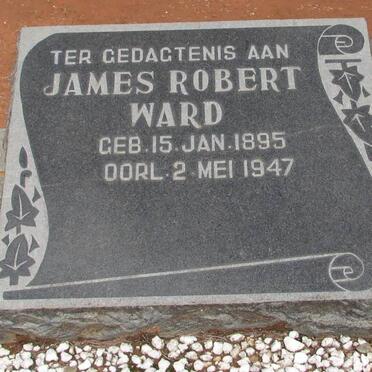 TER GEDAGTENIS AAN
JAMES ROBERT
WARD
GEB. 15. JAN. 1895
OORL. 2. MEI 1947